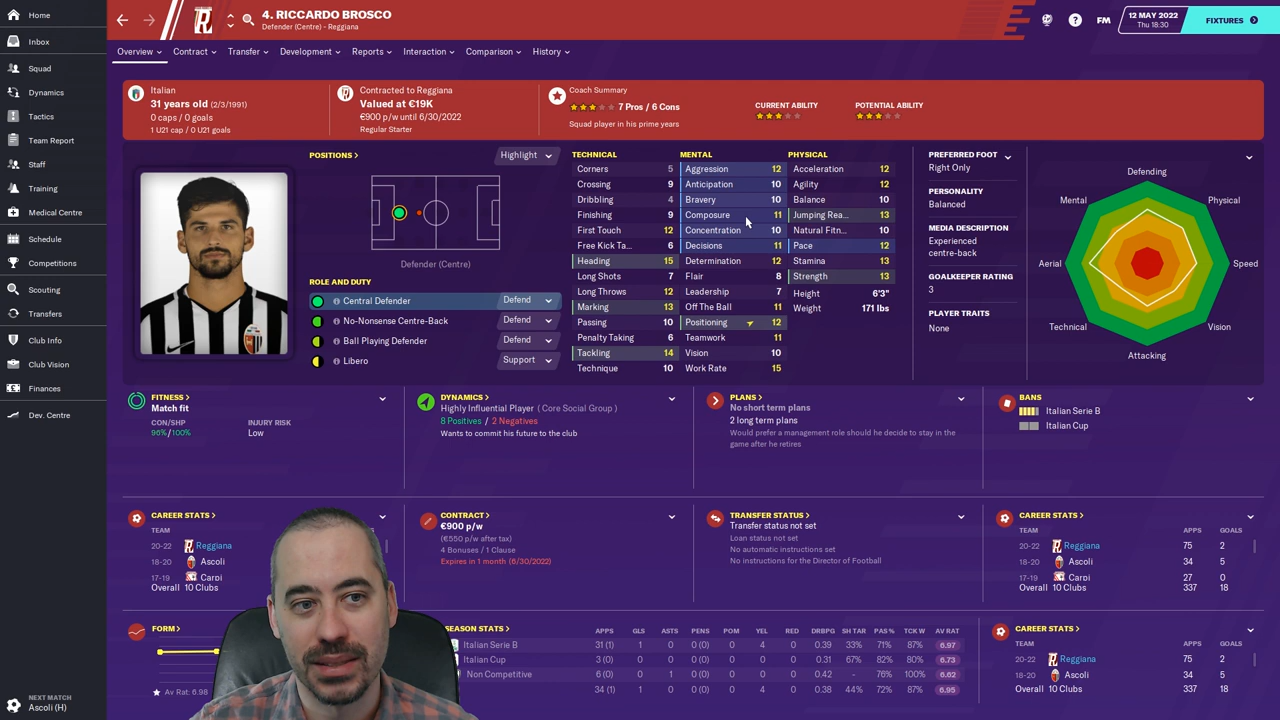 Home
Inbox
Squad
Dynamics
Tactics
Team Report
Staff
Training
Medical Centre
Schedule
Competitions
Scouting
Transfers
Club Info
Club Vision
Finances
Dev. Centre
NEXT MATCH
Ascoli (H)
4. RICCARDO BROSCO
Defender (Centre) - Reggiana
FM
12 MAY 2022
Thu 18:30
FIXTURES
Overview
Contract
Transfer
Development
Reports
Interaction
Comparison
History
Italian
31 years old (2/3/1991)
0 caps / 0 goals
1 U21 cap / 0 U21 goals
Contracted to Reggiana
Valued at €19K
€900 p/w until 6/30/2022
Regular Starter
Coach Summary
7 Pros / 6 Cons
Squad player in his prime years
CURRENT ABILITY
POTENTIAL ABILITY
POSITIONS >
Highlight
Defender (Centre)
ROLE AND DUTY
Central Defender Defend
No-Nonsense Centre-Back Defend
Ball Playing Defender Defend
Libero Support
TECHNICAL
Corners 5
Crossing 9
Dribbling 4
Finishing 9
First Touch 12
Free Kick Ta... 6
Heading 15
Long Shots 7
Long Throws 12
Marking 13
Passing 10
Penalty Taking 6
Tackling 14
Technique 10
MENTAL
Aggression 12
Anticipation 10
Bravery 10
Composure 11
Concentration 10
Decisions 11
Determination 12
Flair 8
Leadership 7
Off The Ball 11
Positioning 12
Teamwork 11
Vision 10
Work Rate 15
PHYSICAL
Acceleration 12
Agility 12
Balance 10
Jumping Rea... 13
Natural Fitn... 10
Pace 12
Stamina 13
Strength 13
Height 6'3"
Weight 171 lbs
PREFERRED FOOT
Right Only
PERSONALITY
Balanced
MEDIA DESCRIPTION
Experienced
centre-back
GOALKEEPER RATING
3
PLAYER TRAITS
None
Defending
Physical
Speed
Vision
Attacking
Technical
Aerial
Mental
FITNESS >
Match fit
CON/SHP
96%/100%
INJURY RISK
Low
DYNAMICS >
Highly Influential Player ( Core Social Group )
8 Positives / 2 Negatives
Wants to commit his future to the club
PLANS >
No short term plans
2 long term plans
Would prefer a management role should he decide to stay in the
game after he retires
BANS
Italian Serie B
Italian Cup
CAREER STATS >
TEAM
20-22 Reggiana
18-20 Ascoli
17-19 Carpi
Overall 10 Clubs
CONTRACT >
€900 p/w
(€550 p/w after tax)
4 Bonuses / 1 Clause
Expires in 1 month (6/30/2022)
TRANSFER STATUS >
Transfer status not set
Loan status not set
No automatic instructions set
No instructions for the Director of Football
CAREER STATS >
TEAM APPS GOALS
20-22 Reggiana 75 2
18-20 Ascoli 34 5
17-19 Carpi 27 0
Overall 10 Clubs 337 18
FORM >
Av Rat: 6.98
SEASON STATS >
APPS GLS ASTS PENS POM YEL RED DRBPG SH TAR PAS % TCK W AV RAT
Italian Serie B 31 (1) 1 0 0 (0) 0 4 0 0.39 33% 71% 87% 6.97
Italian Cup 3 (0) 0 0 0 (0) 0 0 0 0.31 67% 82% 80% 6.73
Non Competitive 6 (0) 0 1 0 (0) 0 0 0 0.42 - 76% 100% 6.62
34 (1) 1 0 0 (0) 0 4 0 0.38 44% 72% 87% 6.95
CAREER STATS >
TEAM APPS GOALS
20-22 Reggiana 75 2
18-20 Ascoli 34 5
Overall 10 Clubs 337 18